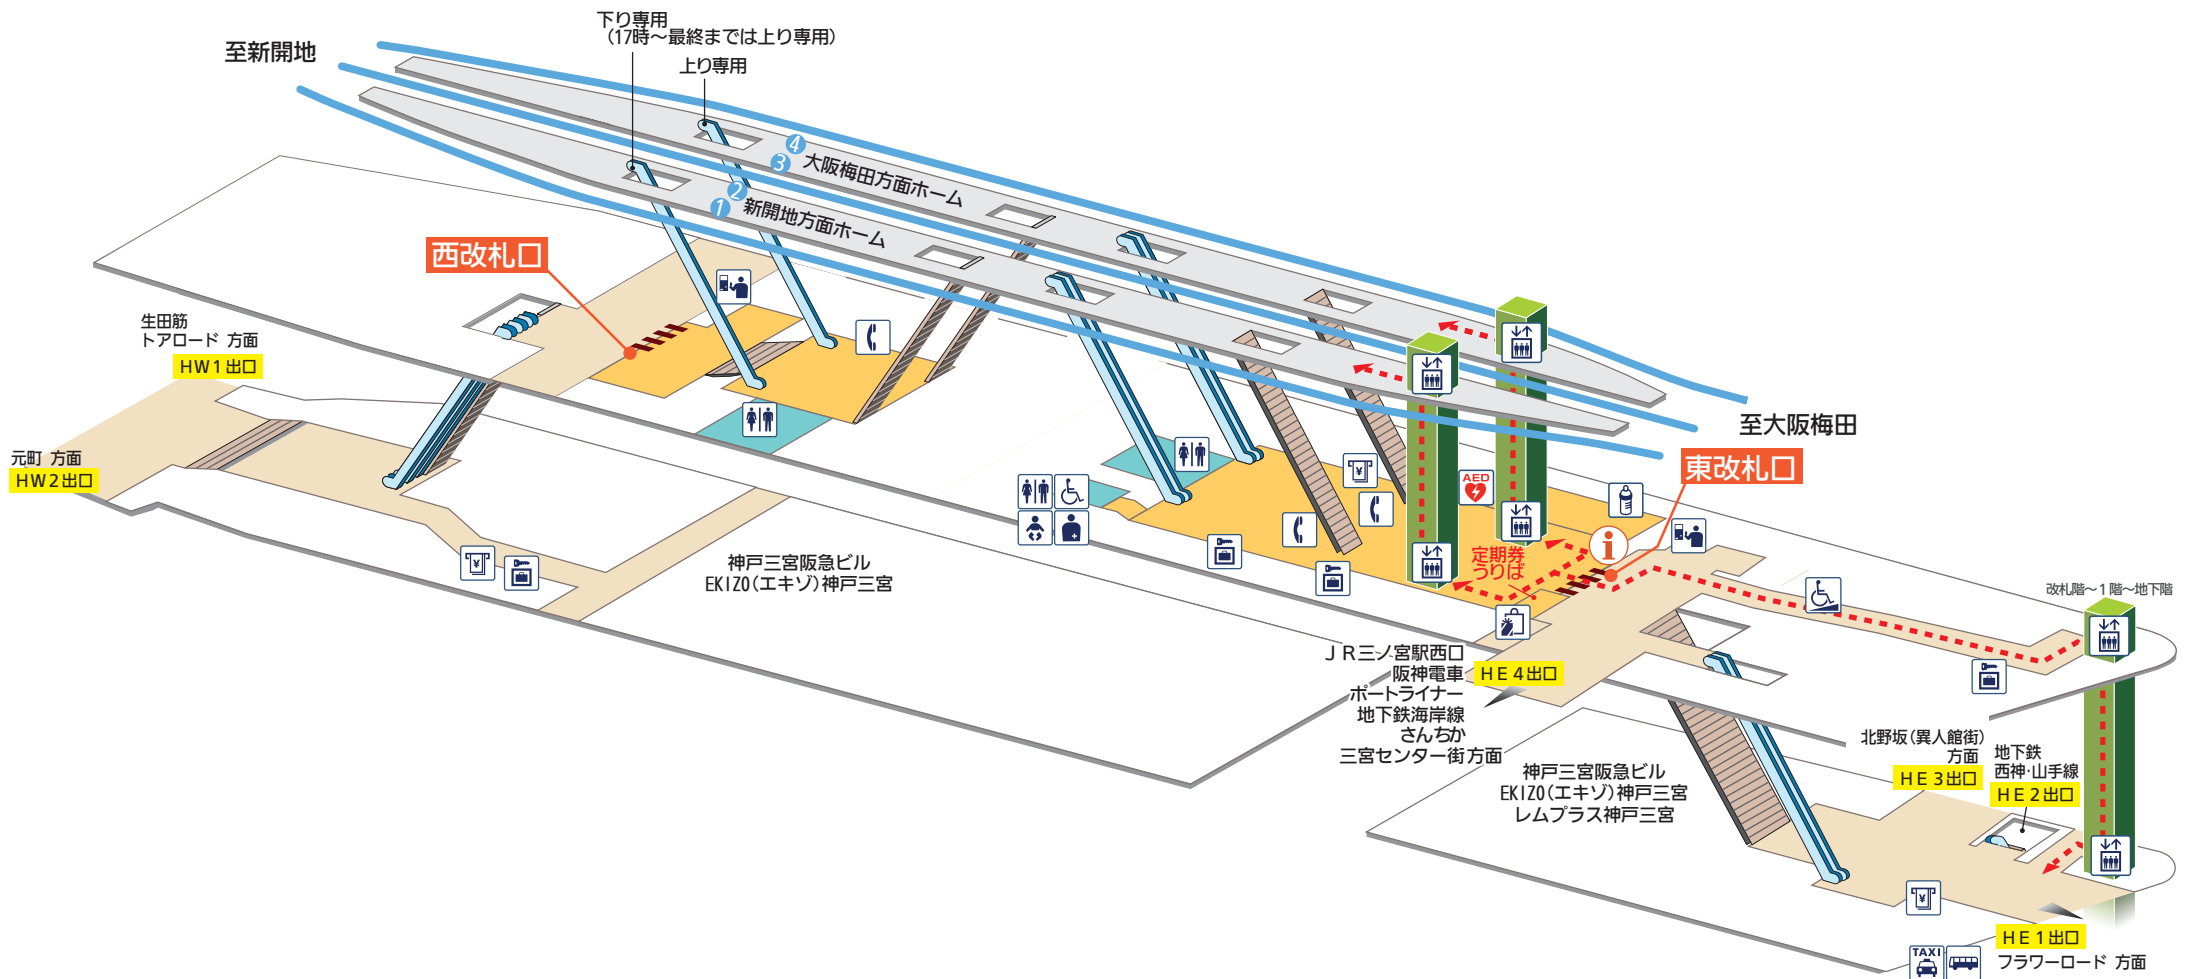 下り専用
（17時～最終までは上り専用）
上り専用
至新開地
4
3
大阪梅田方面ホーム
2
1
新開地方面ホーム
西改札口
生田筋
トアロード 方面
HW1出口
元町 方面
HW2出口
至大阪梅田
東改札口
AED
定期券
うりば
i
¥
¥
神戸三宮阪急ビル
EKIZO（エキゾ）神戸三宮
改札階～1階～地下階
JR三ノ宮駅西口
阪神電車
HE4出口
ポートライナー
地下鉄海岸線
さんちか
三宮センター街方面
北野坂（異人館街）
方面
HE3出口
地下鉄
西神・山手線
HE2出口
神戸三宮阪急ビル
EKIZO（エキゾ）神戸三宮
レムプラス神戸三宮
¥
HE1出口
TAXI
フラワーロード 方面